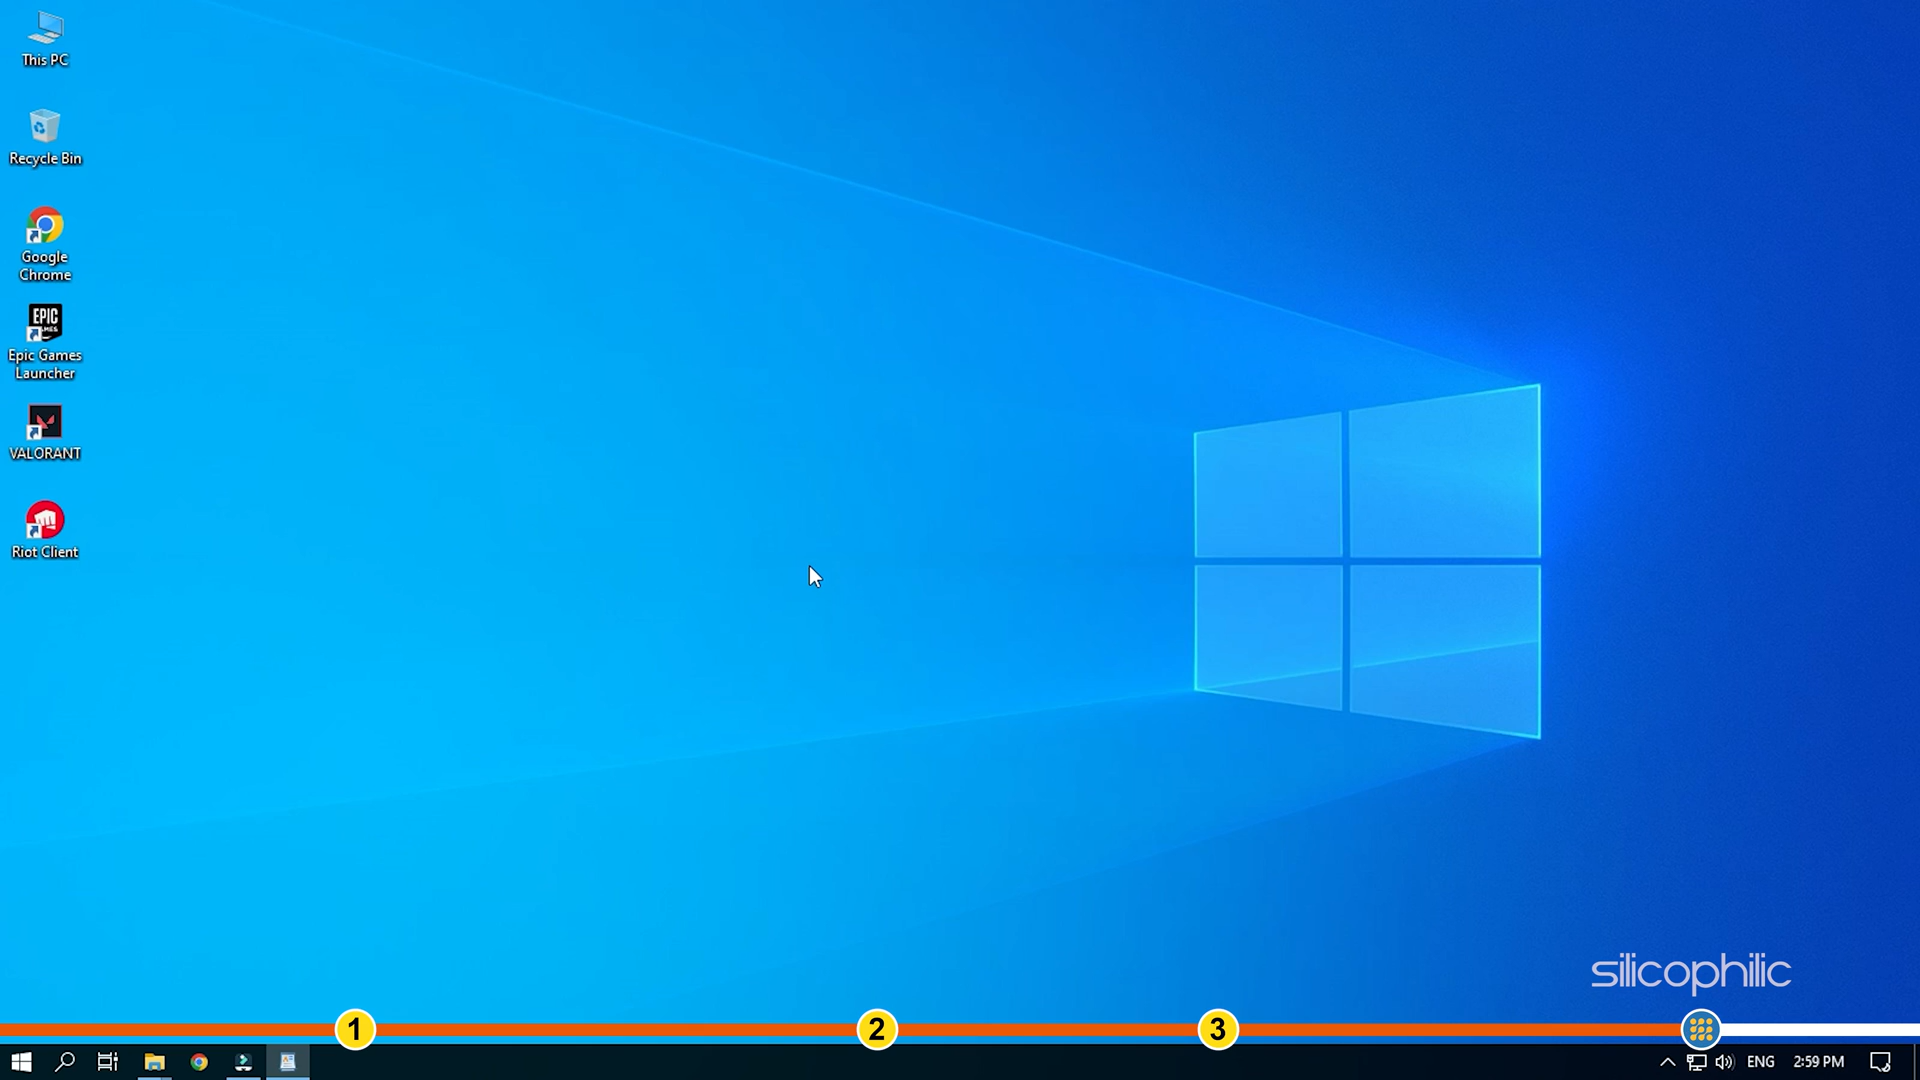 This PC
Recycle Bin
Google
Chrome
EPIC
Epic Games
Launcher
VALORANT
Riot Client
silicophilic
1
2
3
ENG
2:59 PM